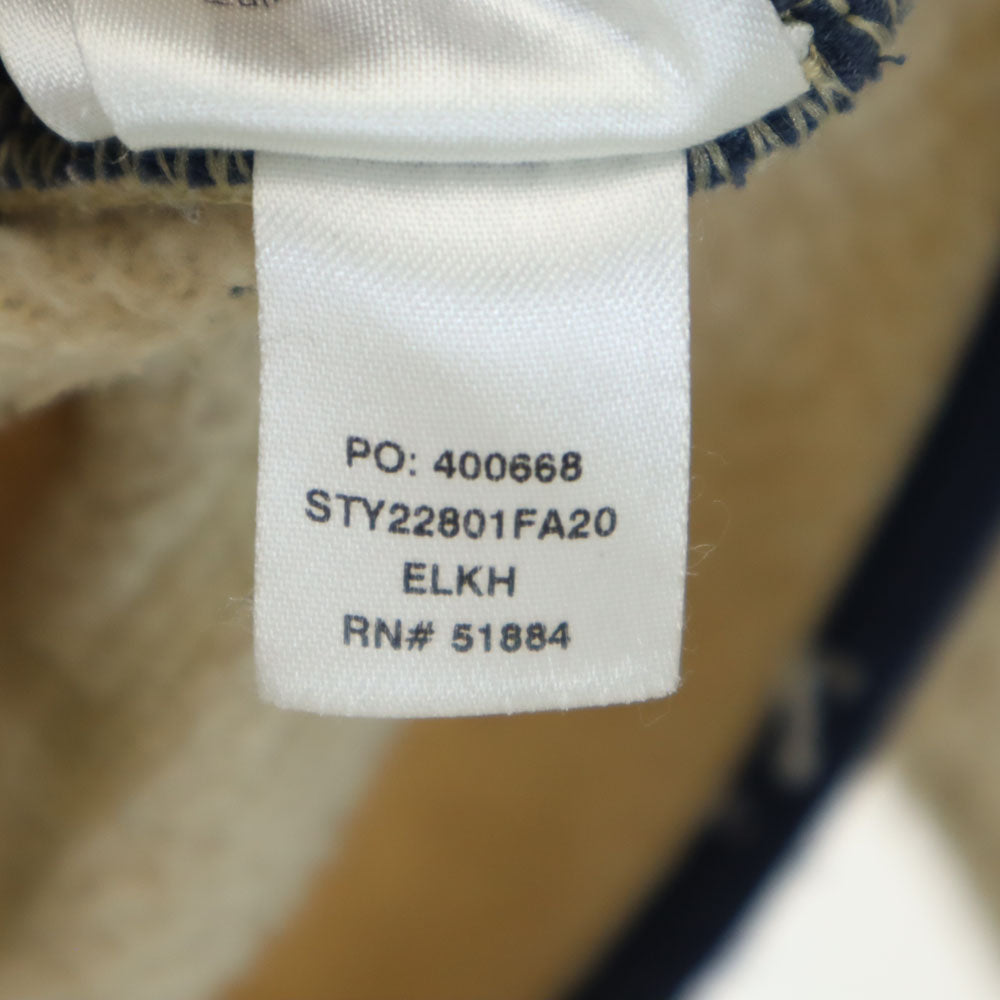 PO: 400668
STY22801FA20
ELKH
RN# 51884